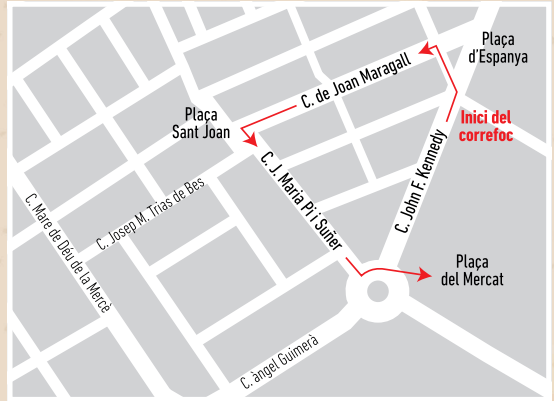 Plaça
d'Espanya
C. de Joan Maragall
Plaça
Sant Joan
Inici del
correfoc
C. John F. Kennedy
C. J. Maria Pi i Suñer
C. Josep M. Trias de Bes
C. Mare de Déu de la Mercè
Plaça
del Mercat
C. àngel Guimerà